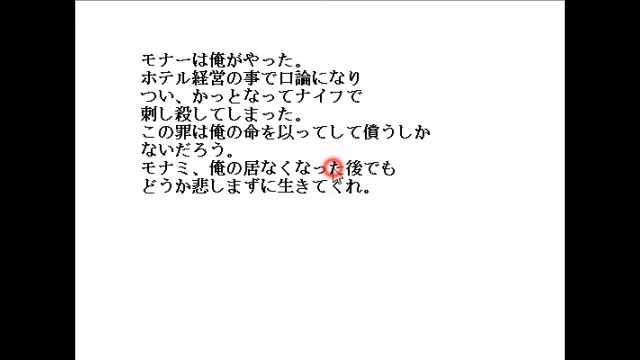 モナーは俺がやった。
ホテル経営の事で口論になり
つい、かっとなってナイフで
刺し殺してしまった。
この罪は俺の命を以ってして償うしか
ないだろう。
モナミ、俺の居なくなった後でも
どうか悲しまずに生きてくれ。